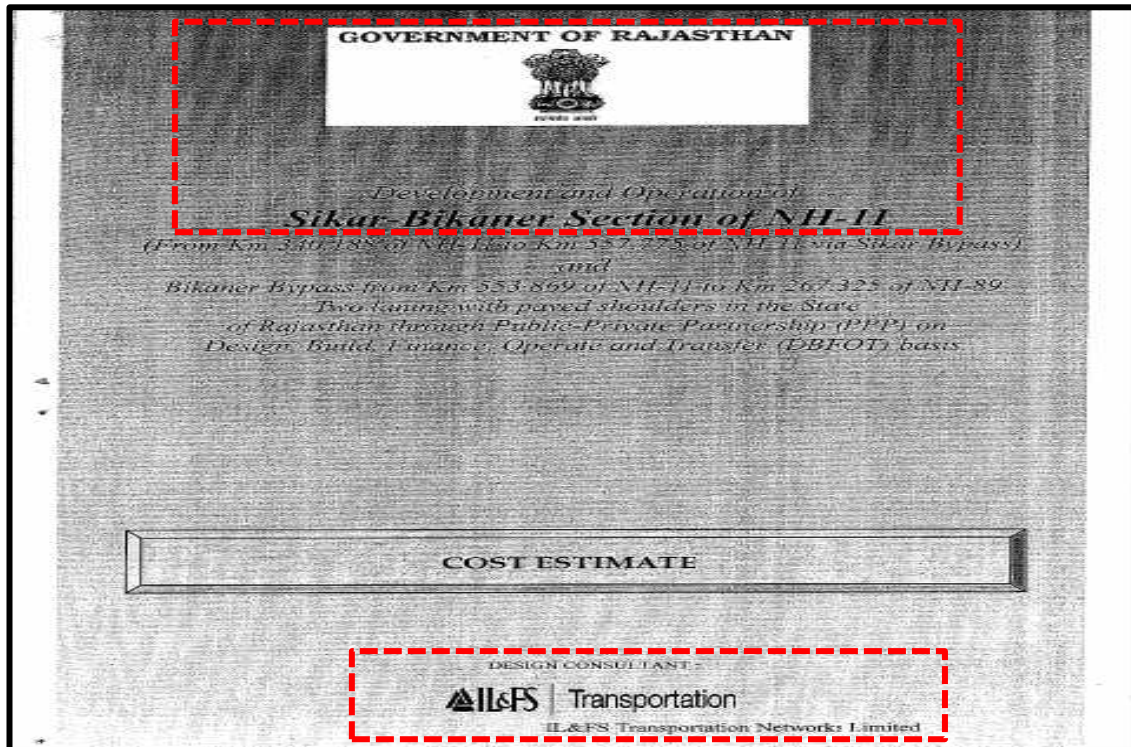 GOVERNMENT OF RAJASTHAN
सत्यमेव जयते
Development and Operation of
Sikar-Bikaner Section of NH-11
(From Km 340.188 of NH-11 to Km 557.775 of NH-11 via Sikar Bypass)
and
Bikaner Bypass from Km 553.869 of NH-11 to Km 267.325 of NH-89
Two laning with paved shoulders in the State
of Rajasthan through Public-Private Partnership (PPP) on
Design, Build, Finance, Operate and Transfer (DBFOT) basis
COST ESTIMATE
DESIGN CONSULTANT -
IL&FS Transportation
IL&FS Transportation Networks Limited